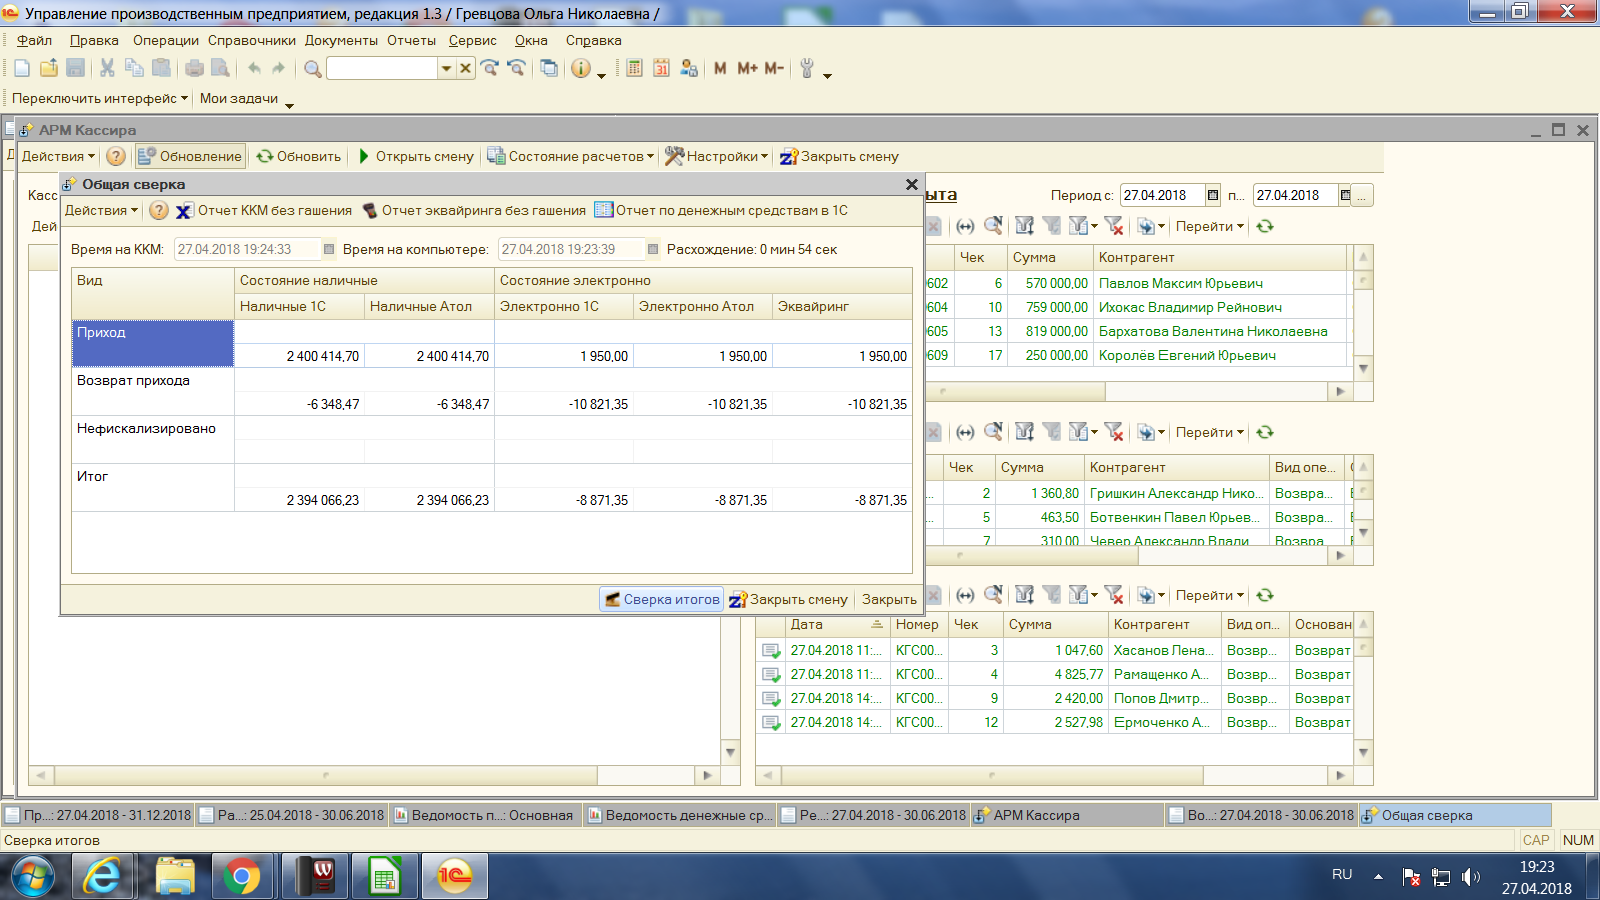 Управление производственным предприятием, редакция 1.3 / Гревцова Ольга Николаевна /
Файл Правка Операции Справочники Документы Отчеты Сервис Окна Справка
M M+ M-
Переключить интерфейс Мои задачи
АРМ Кассира
Действия Обновление Обновить Открыть смену Состояние расчетов Настройки Закрыть смену
Касс
Дей
Период с: 27.04.2018 п... 27.04.2018 ...
Общая сверка
Действия Отчет ККМ без гашения Отчет эквайринга без гашения Отчет по денежным средствам в 1С
Время на ККМ: 27.04.2018 19:24:33 Время на компьютере: 27.04.2018 19:23:39 Расхождение: 0 мин 54 сек
Вид Состояние наличные Состояние электронно
Наличные 1С Наличные Атол Электронно 1С Электронно Атол Эквайринг
Приход
2 400 414,70 2 400 414,70 1 950,00 1 950,00 1 950,00
Возврат прихода
-6 348,47 -6 348,47 -10 821,35 -10 821,35 -10 821,35
Нефискализировано
Итог
2 394 066,23 2 394 066,23 -8 871,35 -8 871,35 -8 871,35
Сверка итогов Закрыть смену Закрыть
Перейти
Чек Сумма Контрагент
602 6 570 000,00 Павлов Максим Юрьевич
604 10 759 000,00 Ихокас Владимир Рейнович
605 13 819 000,00 Бархатова Валентина Николаевна
609 17 250 000,00 Королёв Евгений Юрьевич
Перейти
Чек Сумма Контрагент Вид опе...
2 1 360,80 Гришкин Александр Нико... Возвра...
5 463,50 Ботвенкин Павел Юрьев... Возвра...
7 310,00 Чевер Александр Влади Возвра
Перейти
Дата Номер Чек Сумма Контрагент Вид оп... Основан
27.04.2018 11:... КГС00... 3 1 047,60 Хасанов Лена... Возвр... Возврат
27.04.2018 11:... КГС00... 4 4 825,77 Рамащенко А... Возвр... Возврат
27.04.2018 14:... КГС00... 9 2 420,00 Попов Дмитр... Возвр... Возврат
27.04.2018 14:... КГС00... 12 2 527,98 Ермоченко А... Возвр... Возврат
Пр...: 27.04.2018 - 31.12.2018 Ра...: 25.04.2018 - 30.06.2018 Ведомость п...: Основная Ведомость денежные ср... Ре...: 27.04.2018 - 30.06.2018 АРМ Кассира Во...: 27.04.2018 - 30.06.2018 Общая сверка
Сверка итогов CAP NUM
RU 19:23
27.04.2018